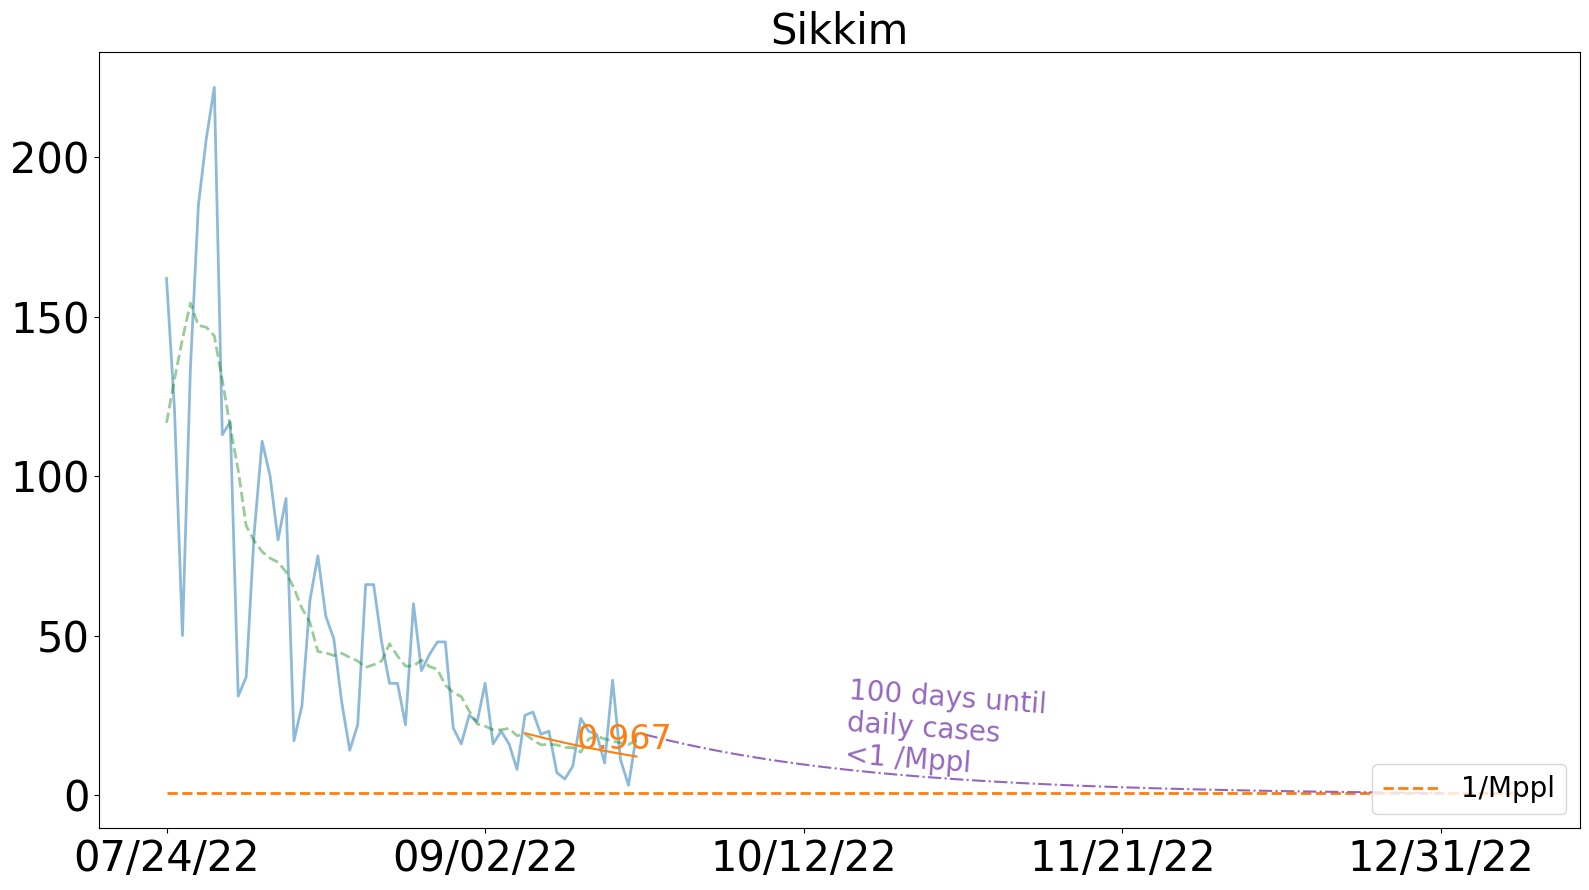 Sikkim
200
150
100
50
0
0.967
100 days until
daily cases
<1 /Mppl
1/Mppl
07/24/22
09/02/22
10/12/22
11/21/22
12/31/22